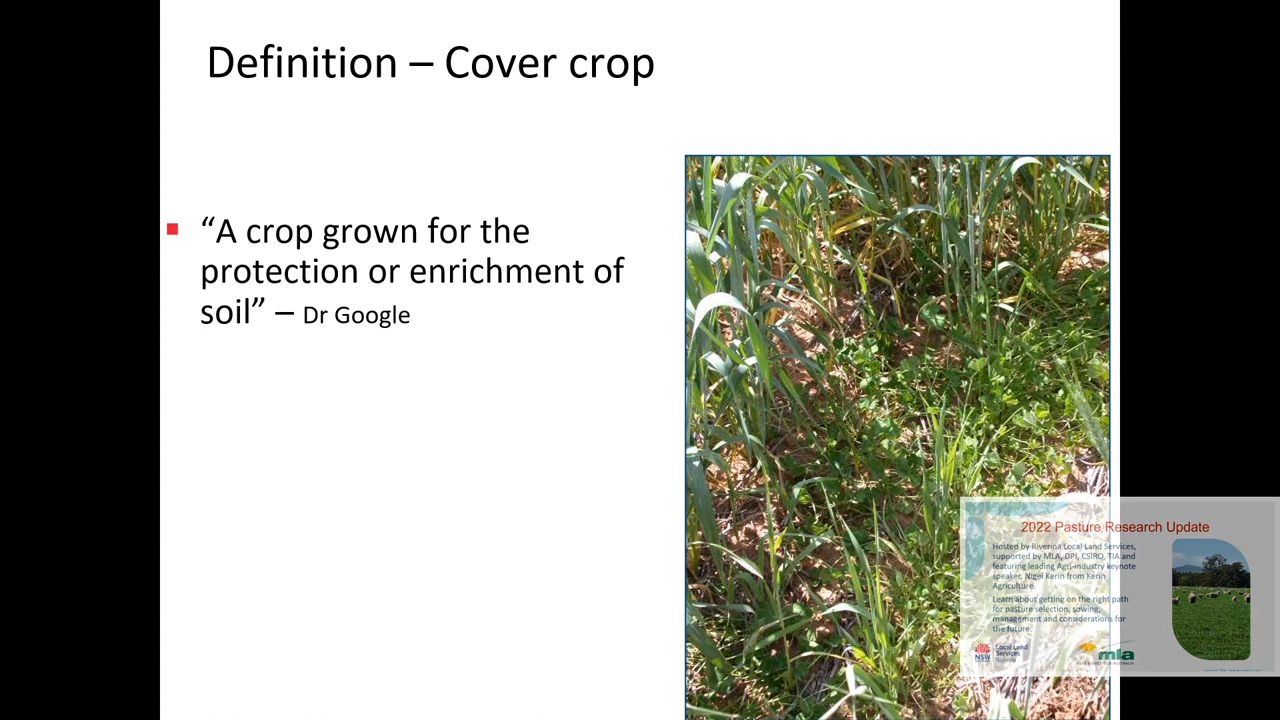 Definition – Cover crop
“A crop grown for the
protection or enrichment of
soil” – Dr Google
2022 Pasture Research Update
Hosted by Riverina Local Land Services,
supported by MLA, DPI, CSIRO, TIA and
featuring leading Agri-industry keynote
speaker, Nigel Kerin from Kerin
Agriculture.
Learn about getting on the right path
for pasture selection, sowing,
management and considerations for
the future.
NSW
Local Land
Services
Riverina
mla